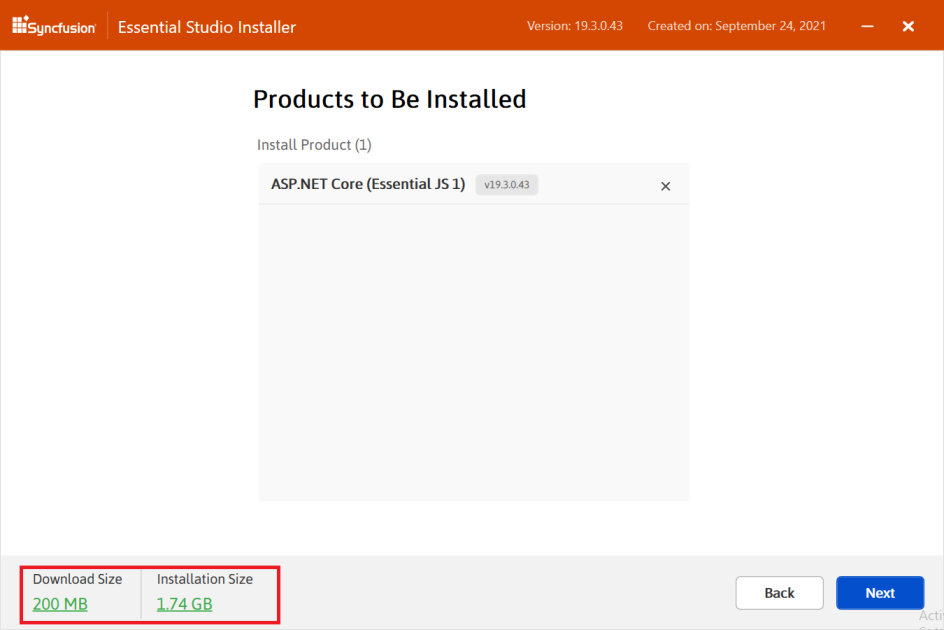 Syncfusion Essential Studio Installer Version: 19.3.0.43 Created on: September 24, 2021
Products to Be Installed
Install Product (1)
ASP.NET Core (Essential JS 1) v19.3.0.43
Download Size Installation Size
200 MB 1.74 GB
Back Next